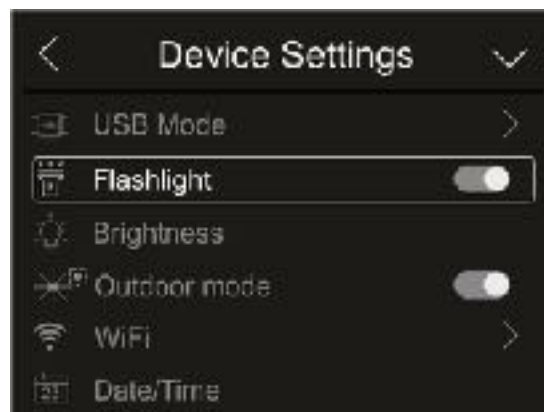 Device Settings
USB Mode
Flashlight
Brightness
Outdoor mode
WiFi
Date/Time